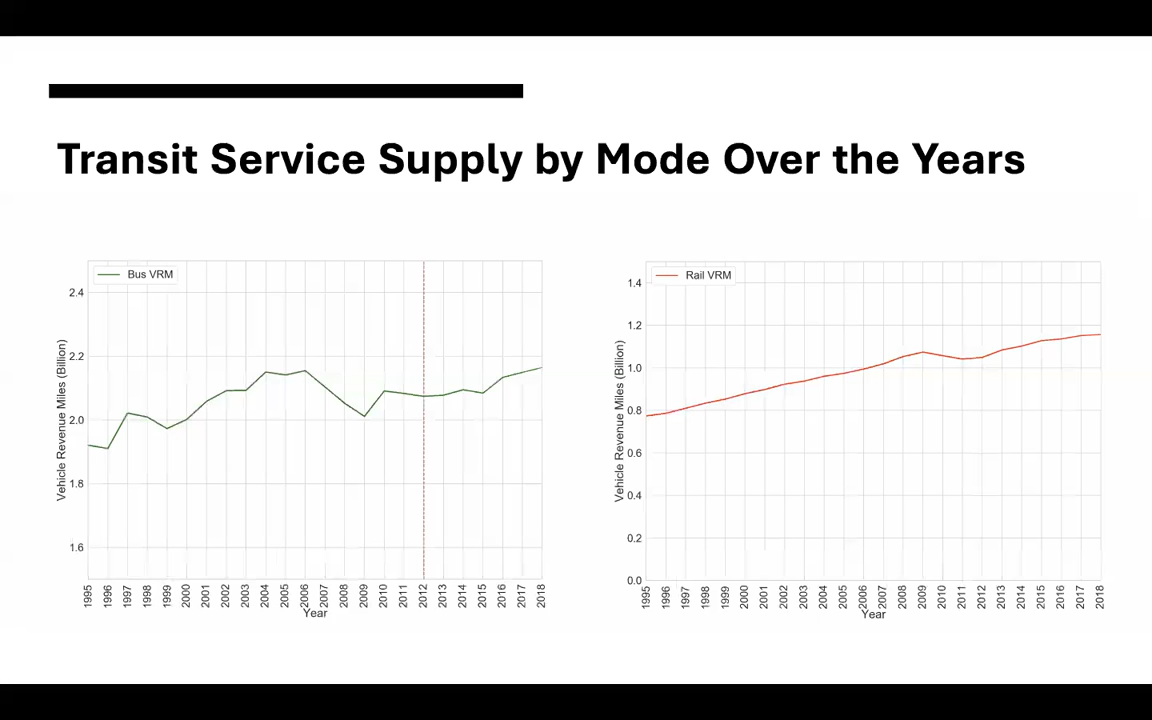 Transit Service Supply by Mode Over the Years
Bus VRM
2.4
2.2
2.0
1.8
1.6
Vehicle Revenue Miles (Billion)
1995 1996 1997 1998 1999 2000 2001 2002 2003 2004 2005 2006 2007 2008 2009 2010 2011 2012 2013 2014 2015 2016 2017 2018
Year
Rail VRM
1.4
1.2
1.0
0.8
0.6
0.4
0.2
0.0
Vehicle Revenue Miles (Billion)
1995 1996 1997 1998 1999 2000 2001 2002 2003 2004 2005 2006 2007 2008 2009 2010 2011 2012 2013 2014 2015 2016 2017 2018
Year